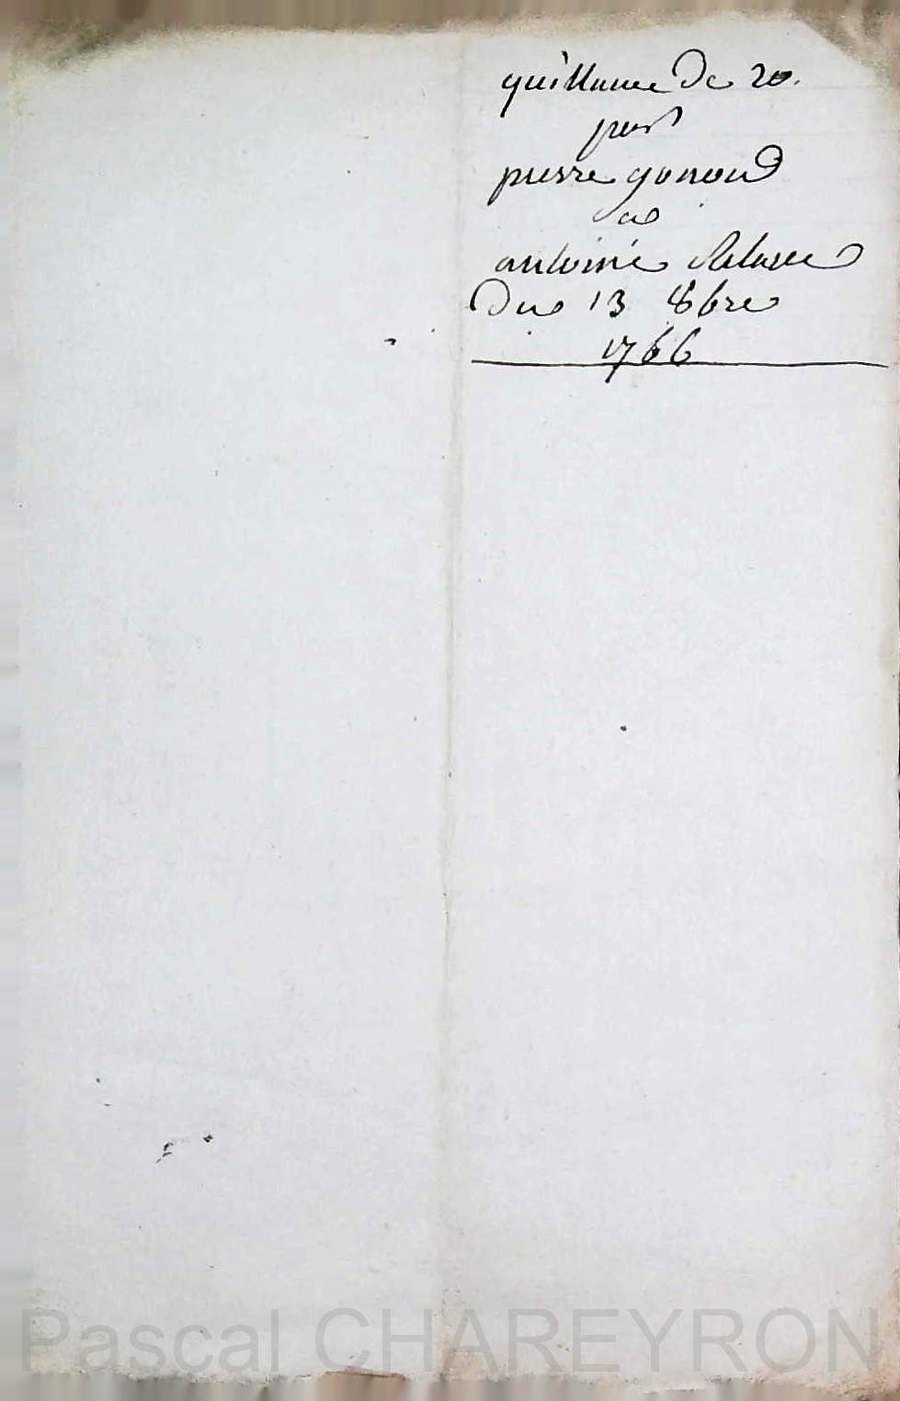 quittance de 20.
pour
pierre gonon
a
antoine
du 13 8bre
1766
Pascal CHAREYRON